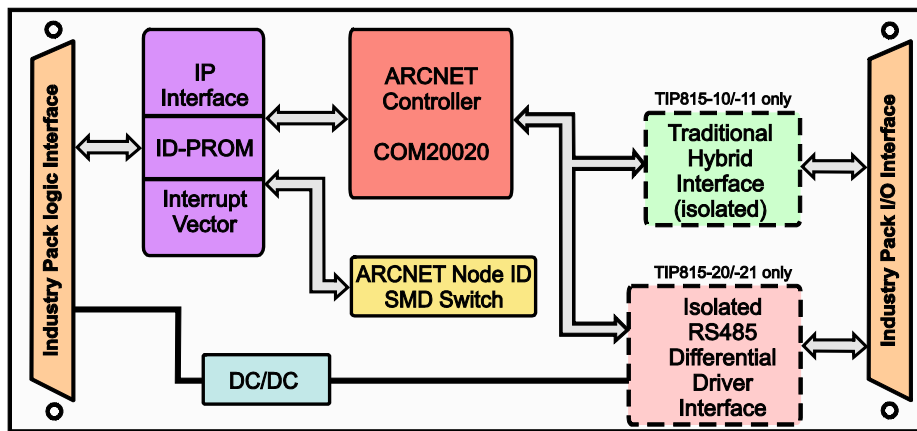 Industry Pack logic Interface
IP
Interface
ID-PROM
Interrupt
Vector
ARCNET
Controller
COM20020
ARCNET Node ID
SMD Switch
DC/DC
TIP815-10/-11 only
Traditional
Hybrid
Interface
(isolated)
TIP815-20/-21 only
Isolated
RS485
Differential
Driver
Interface
Industry Pack I/O Interface